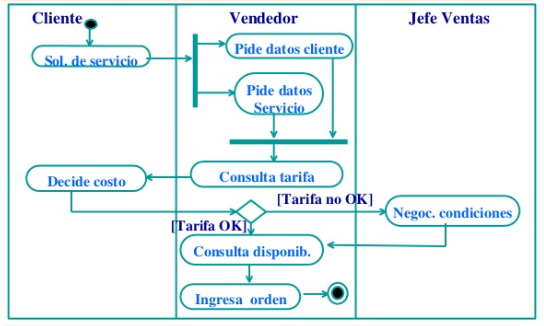 Cliente
Vendedor
Jefe Ventas
Sol. de servicio
Pide datos cliente
Pide datos
Servicio
Consulta tarifa
Decide costo
[Tarifa no OK]
Negoc. condiciones
[Tarifa OK]
Consulta disponib.
Ingresa orden